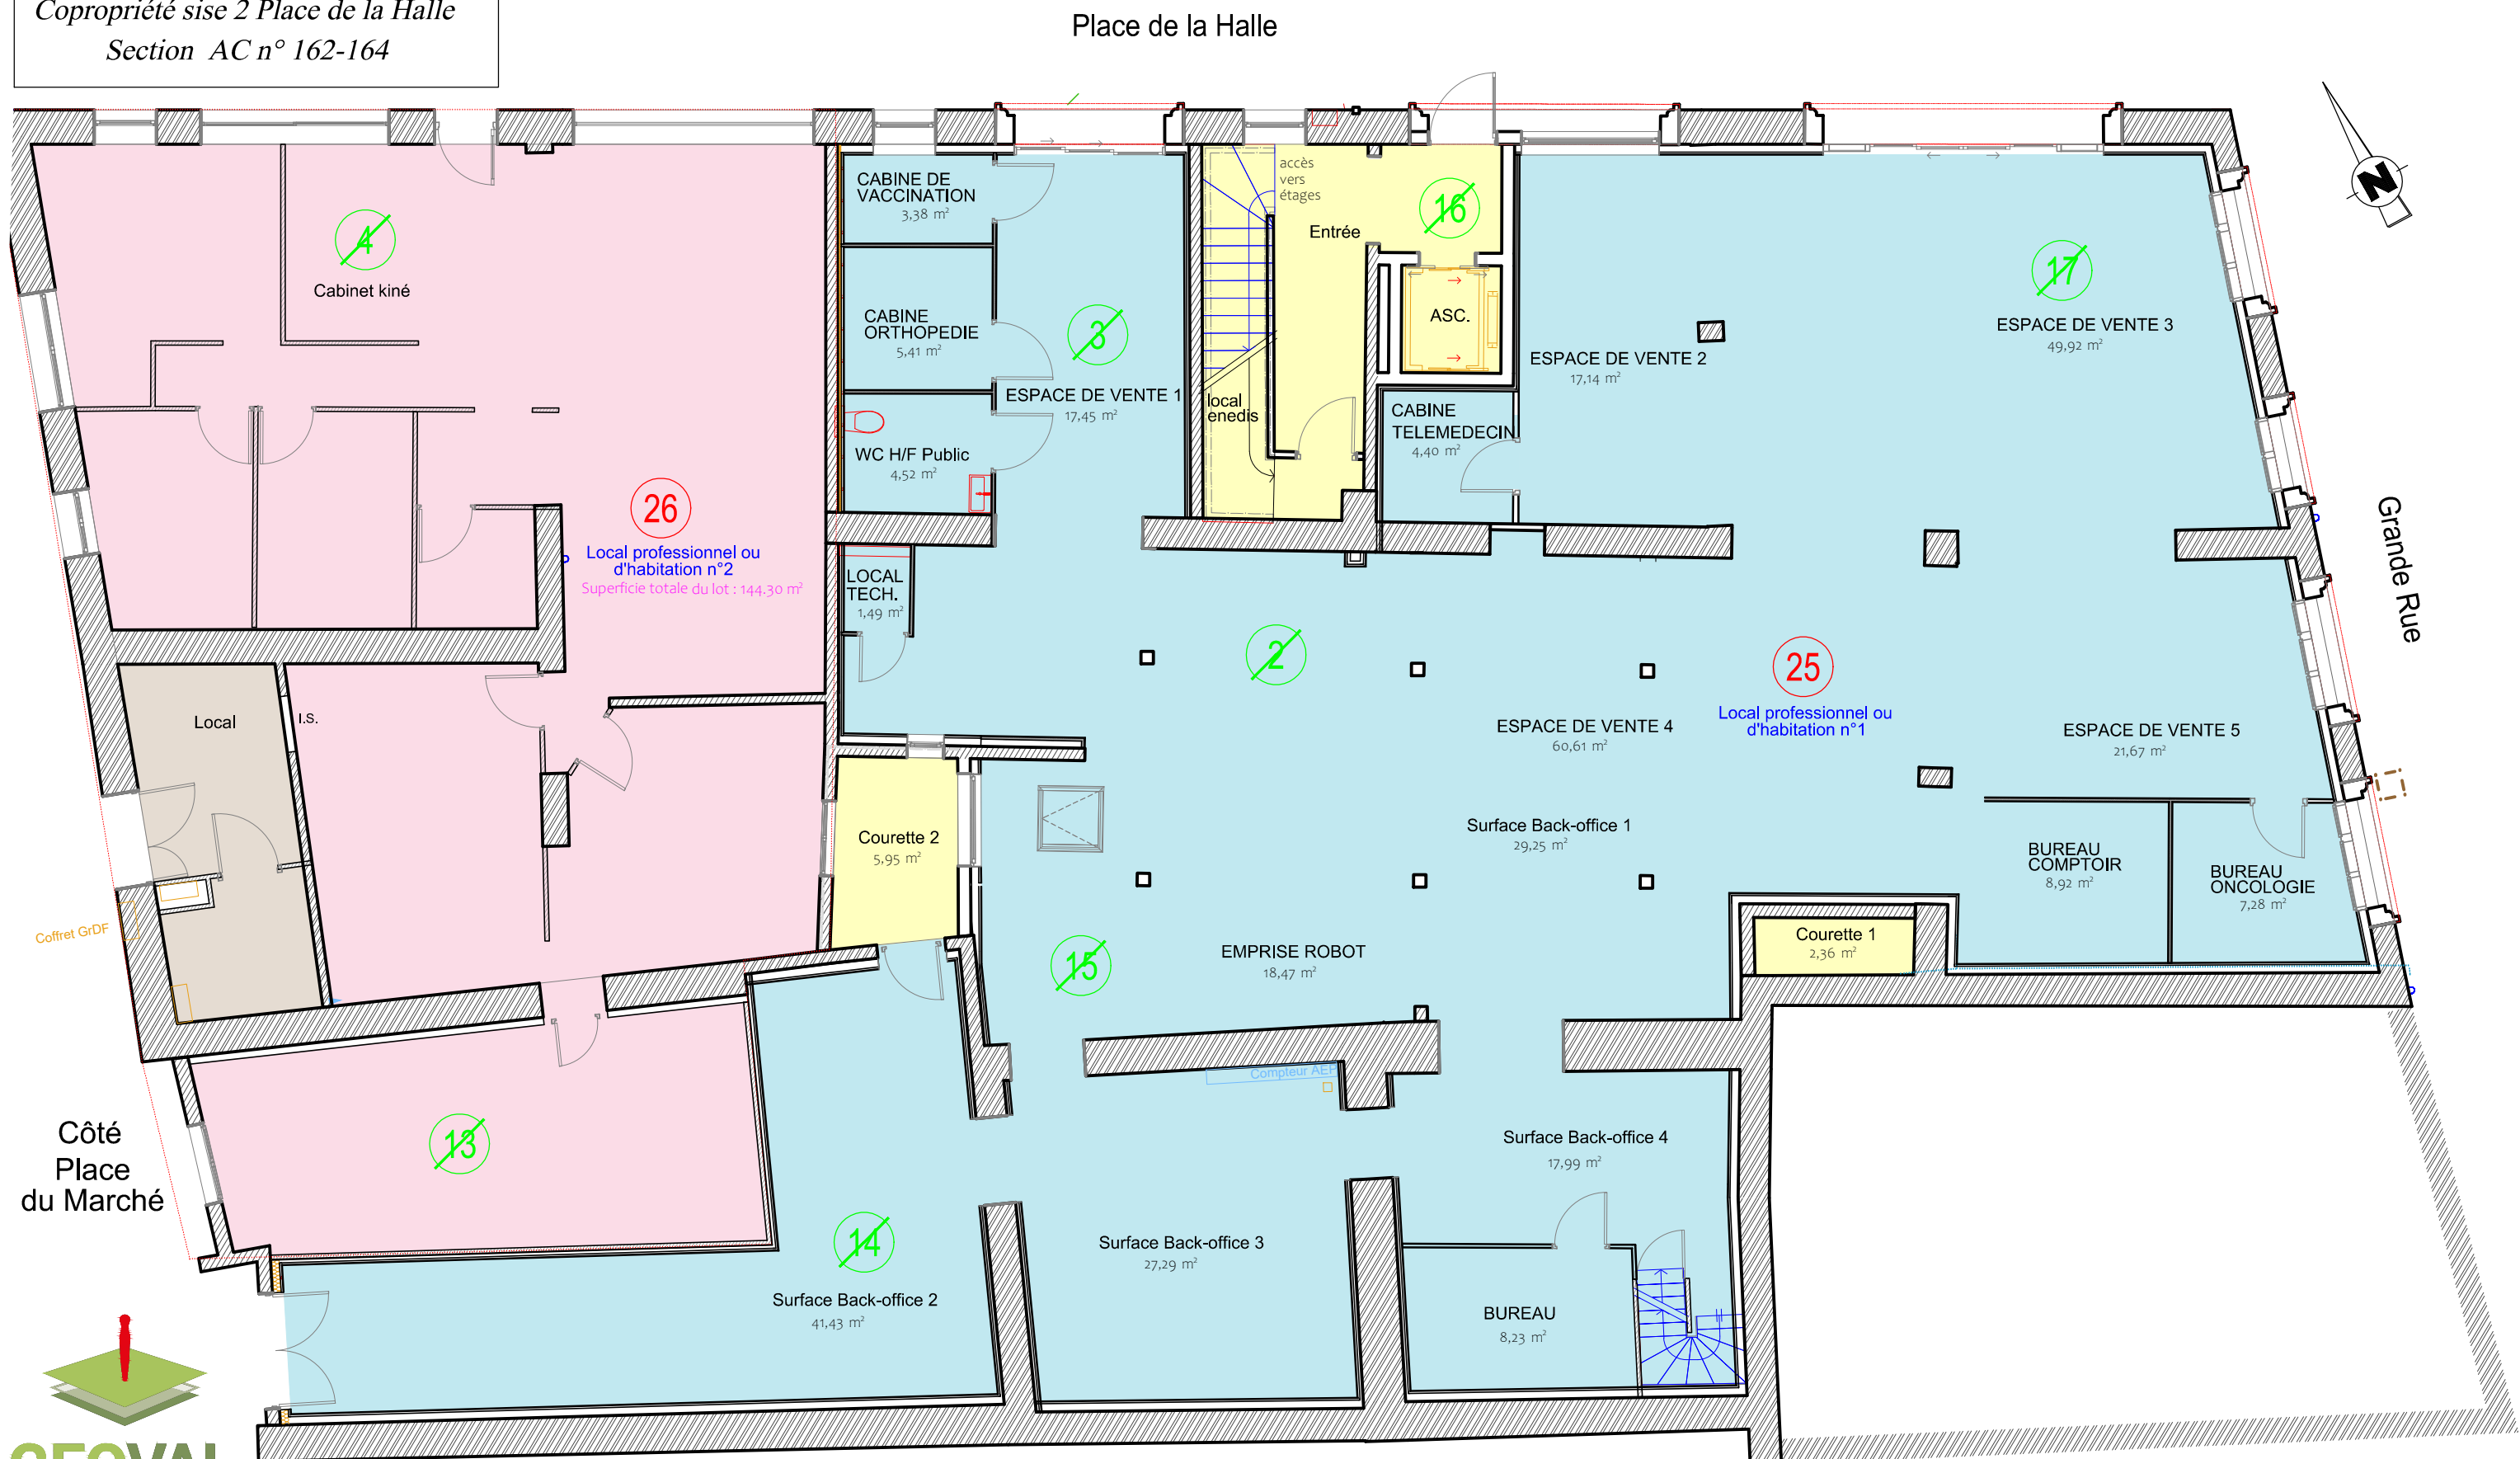 Copropriété sise 2 Place de la Halle
Section AC n° 162-164
Place de la Halle
N
4
Cabinet kiné
CABINE DE
VACCINATION
3,38 m²
CABINE
ORTHOPEDIE
5,41 m²
3
ESPACE DE VENTE 1
17,45 m²
WC H/F Public
4,52 m²
accès
vers
étages
Entrée
16
ASC.
local
enedis
CABINE
TELEMEDECIN
4,40 m²
ESPACE DE VENTE 2
17,14 m²
17
ESPACE DE VENTE 3
49,92 m²
Grande Rue
26
Local professionnel ou
d'habitation n°2
Superficie totale du lot : 144.30 m²
LOCAL
TECH.
1,49 m²
2
25
Local professionnel ou
d'habitation n°1
ESPACE DE VENTE 4
60,61 m²
ESPACE DE VENTE 5
21,67 m²
Local
I.S.
Courette 2
5,95 m²
Surface Back-office 1
29,25 m²
BUREAU
COMPTOIR
8,92 m²
BUREAU
ONCOLOGIE
7,28 m²
Coffret GrDF
15
EMPRISE ROBOT
18,47 m²
Courette 1
2,36 m²
Compteur AEP
Côté
Place
du Marché
13
14
Surface Back-office 2
41,43 m²
Surface Back-office 3
27,29 m²
Surface Back-office 4
17,99 m²
BUREAU
8,23 m²
GEOVAL